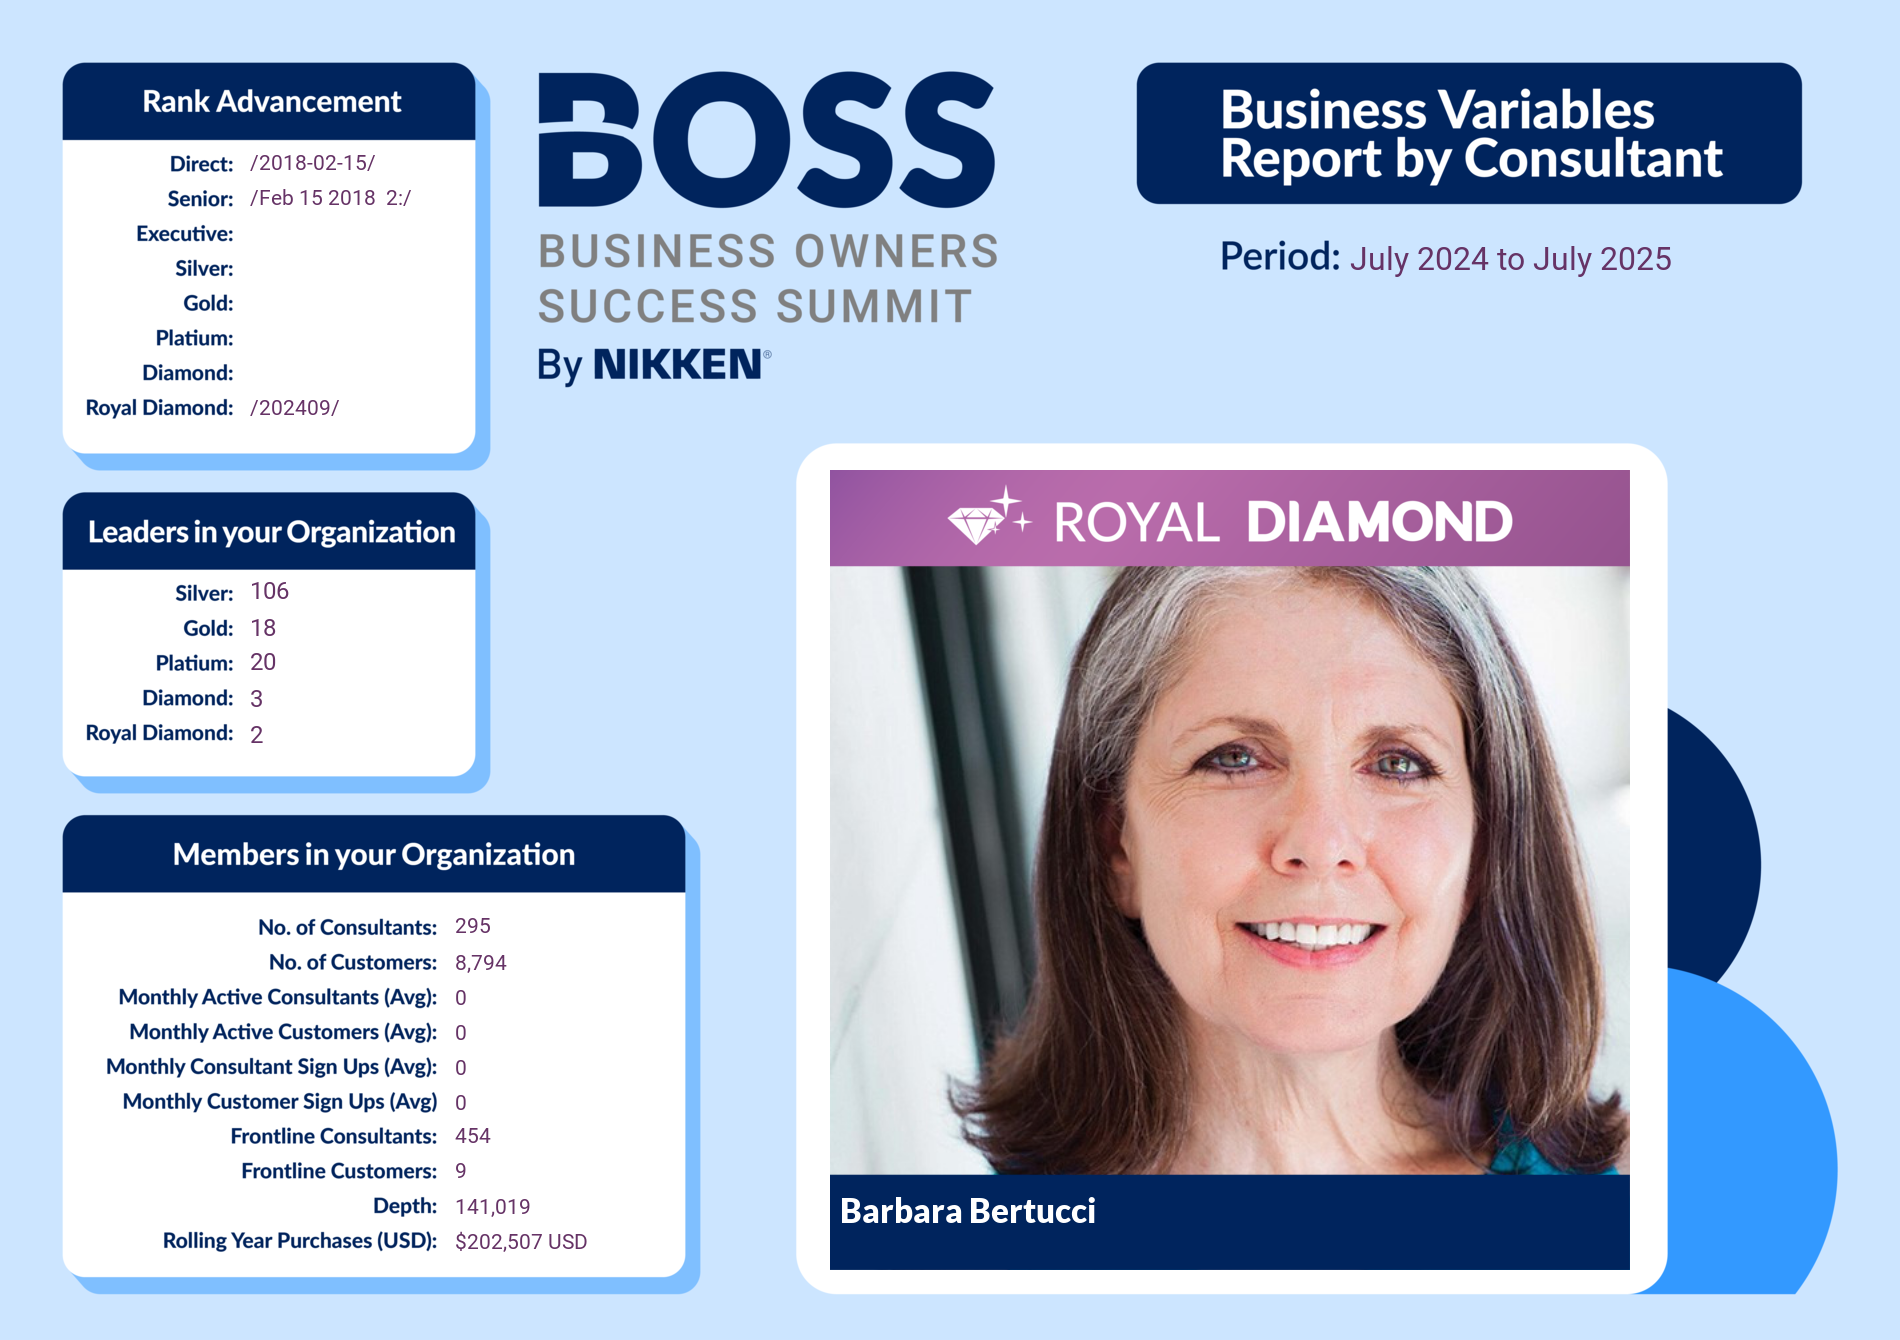 Rank Advancement
Direct: /2018-02-15/
Senior: /Feb 15 2018  2:/
Executive:
Silver:
Gold:
Platium:
Diamond:
Royal Diamond: /202409/
BOSS
BUSINESS OWNERS
SUCCESS SUMMIT
By NIKKEN®
Business Variables
Report by Consultant
Period: July 2024 to July 2025
Leaders in your Organization
Silver: 106
Gold: 18
Platium: 20
Diamond: 3
Royal Diamond: 2
Members in your Organization
No. of Consultants: 295
No. of Customers: 8,794
Monthly Active Consultants (Avg): 0
Monthly Active Customers (Avg): 0
Monthly Consultant Sign Ups (Avg): 0
Monthly Customer Sign Ups (Avg) 0
Frontline Consultants: 454
Frontline Customers: 9
Depth: 141,019
Rolling Year Purchases (USD): $202,507 USD
ROYAL DIAMOND
Barbara Bertucci